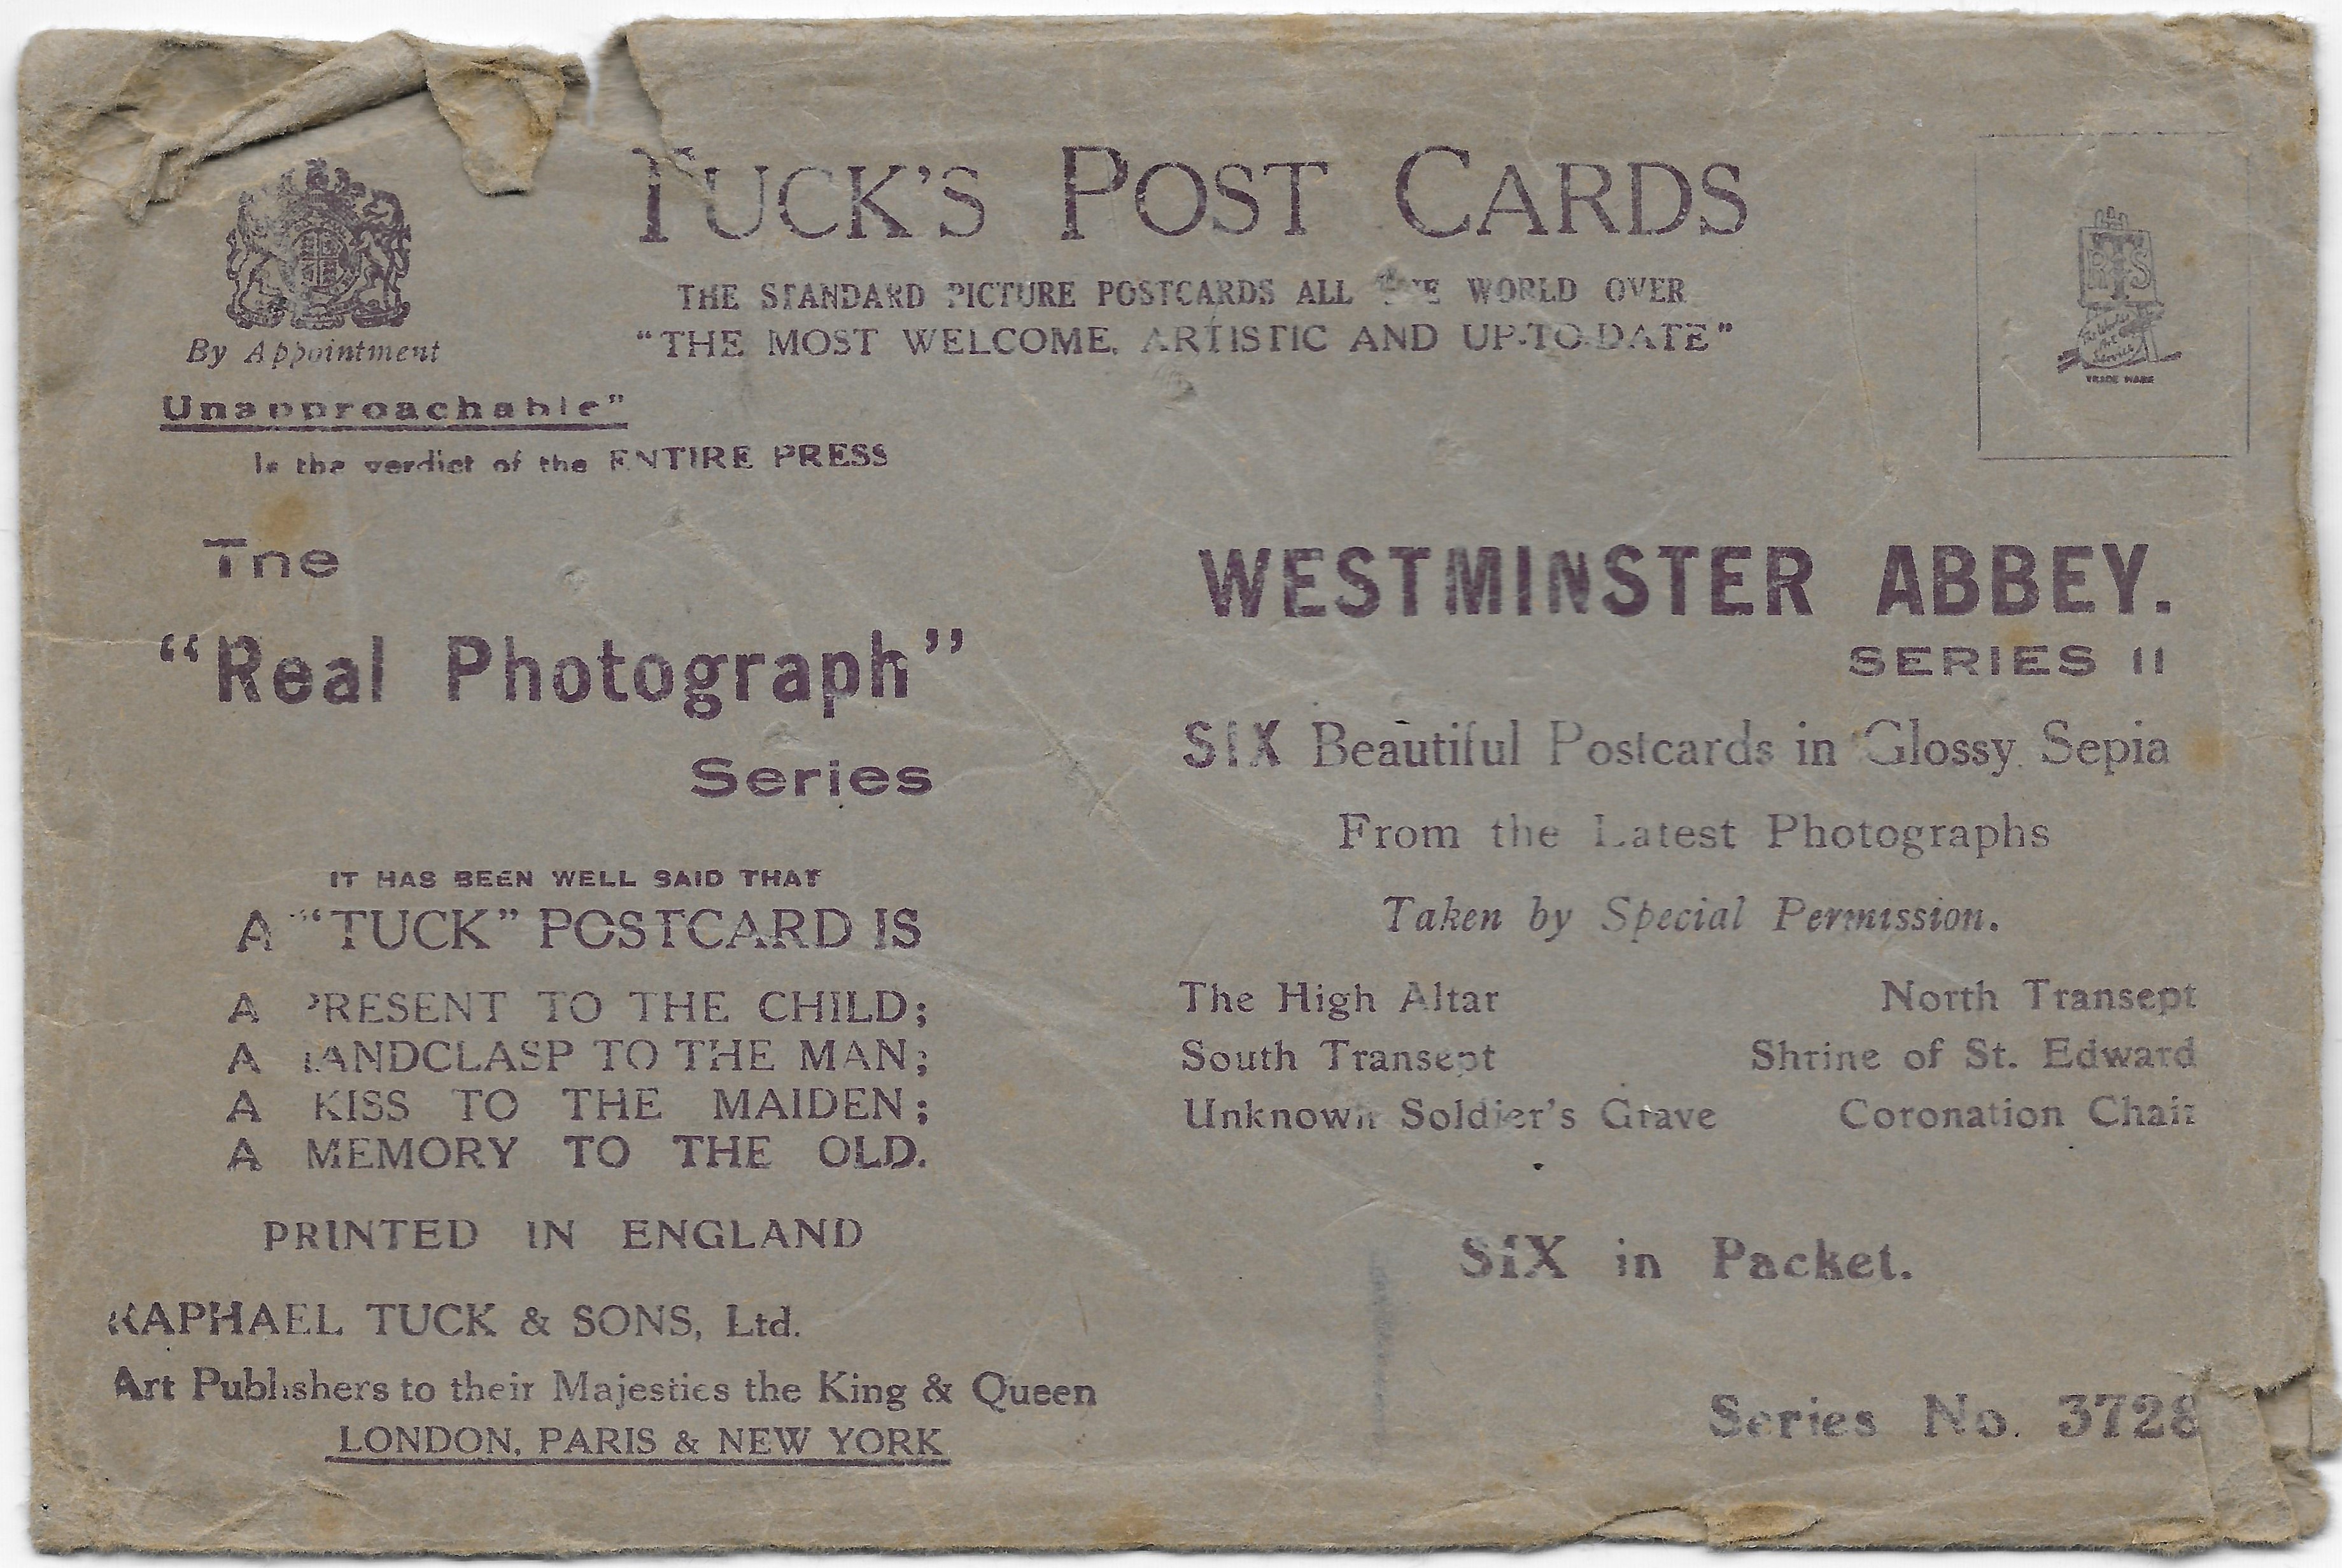 TUCK'S POST CARDS
THE STANDARD PICTURE POSTCARDS ALL THE WORLD OVER
"THE MOST WELCOME, ARTISTIC AND UP-TO-DATE"
By Appointment
RTS
TRADE MARK
Unapproachable"
Is the verdict of the ENTIRE PRESS
The
"Real Photograph"
Series
IT HAS BEEN WELL SAID THAT
A "TUCK" POSTCARD IS
A PRESENT TO THE CHILD;
A HANDCLASP TO THE MAN;
A KISS TO THE MAIDEN;
A MEMORY TO THE OLD.
PRINTED IN ENGLAND
RAPHAEL TUCK & SONS, Ltd.
Art Publishers to their Majesties the King & Queen
LONDON, PARIS & NEW YORK
WESTMINSTER ABBEY.
SERIES II
SIX Beautiful Postcards in Glossy Sepia
From the Latest Photographs
Taken by Special Permission.
The High Altar North Transept
South Transept Shrine of St. Edward
Unknown Soldier's Grave Coronation Chair
SIX in Packet.
Series No. 3728